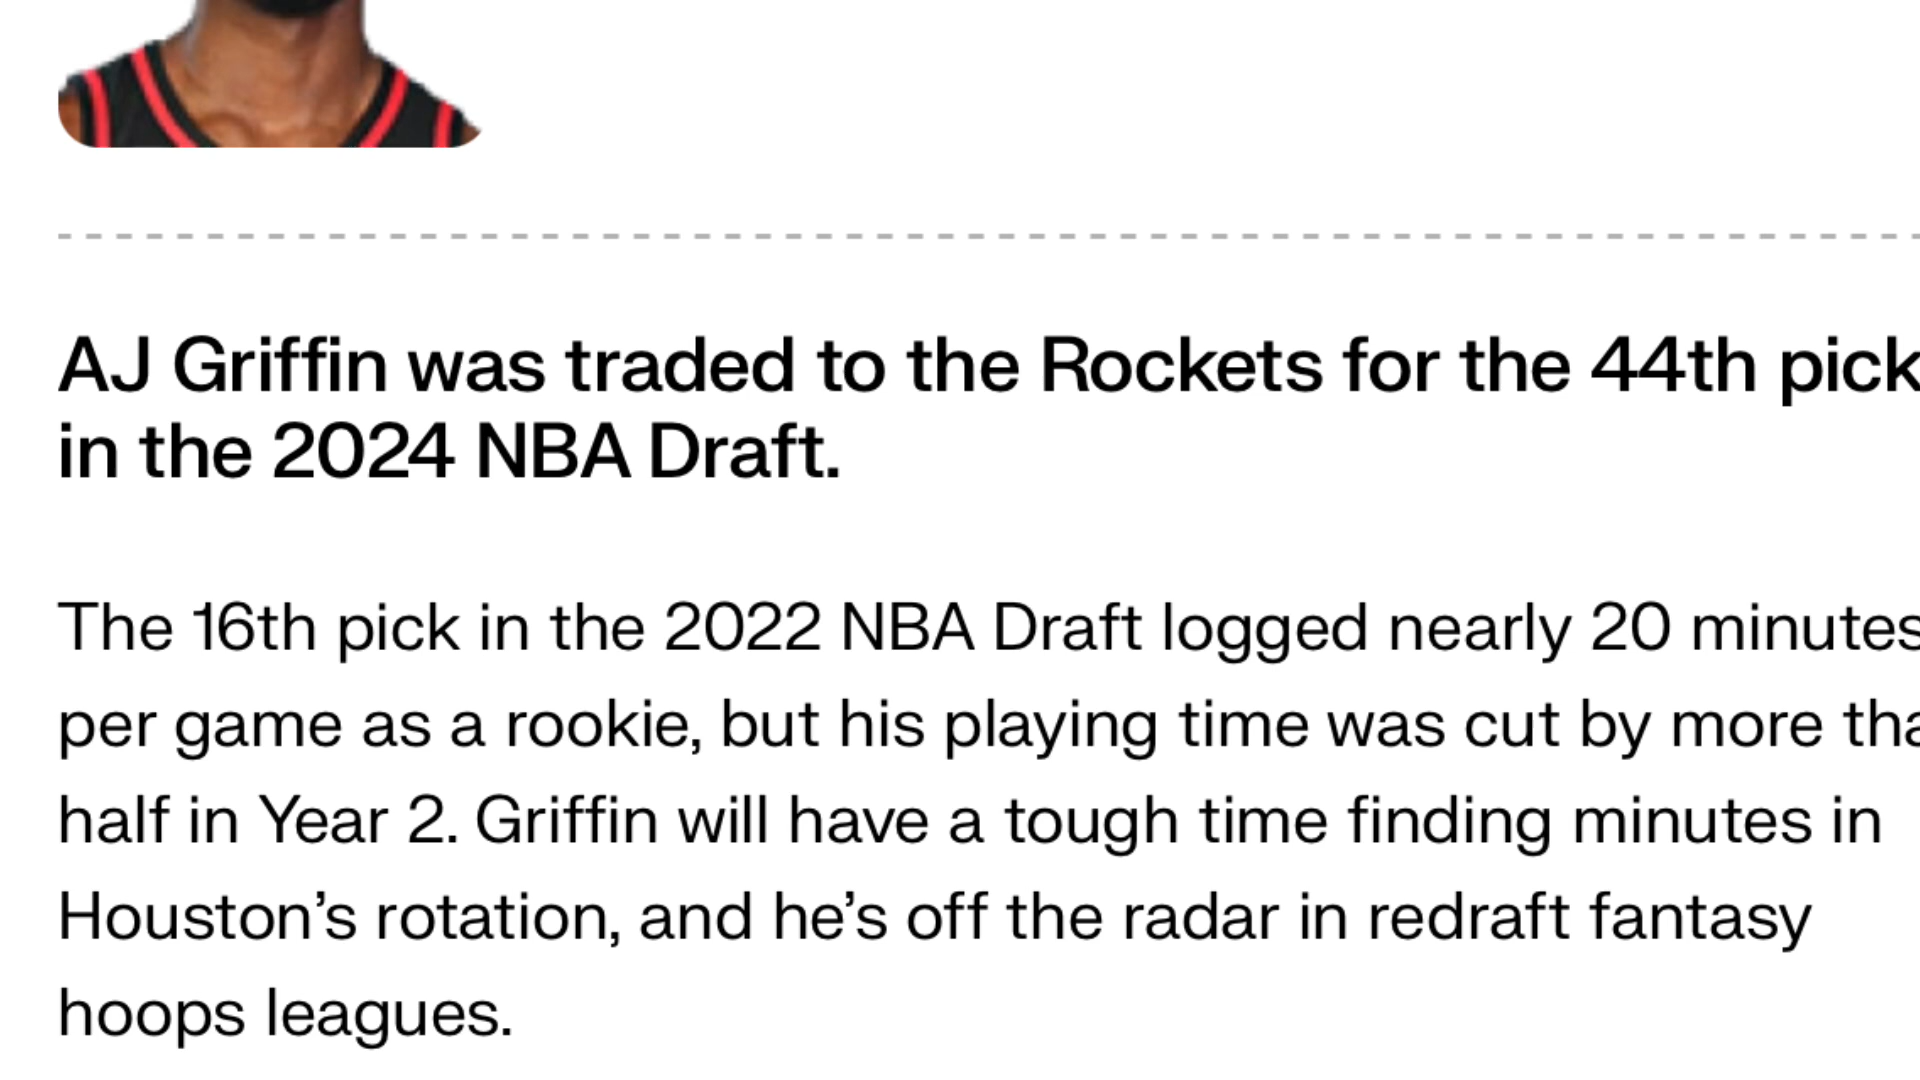 AJ Griffin was traded to the Rockets for the 44th pick
in the 2024 NBA Draft.
The 16th pick in the 2022 NBA Draft logged nearly 20 minutes
per game as a rookie, but his playing time was cut by more tha
half in Year 2. Griffin will have a tough time finding minutes in
Houston’s rotation, and he’s off the radar in redraft fantasy
hoops leagues.